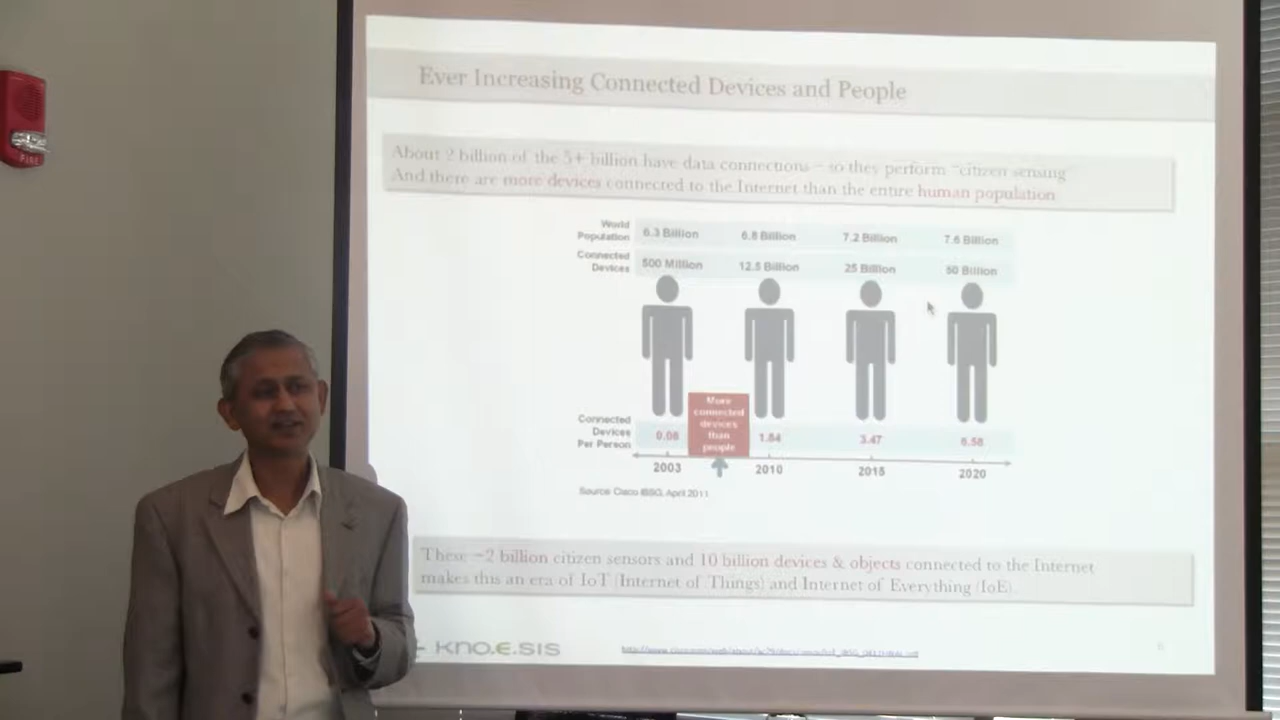 FIRE
Ever Increasing Connected Devices and People
About 2 billion of the 5+ billion have data connections – so they perform "citizen sensing"
And there are more devices connected to the Internet than the entire human population
World
Population
6.3 Billion 6.8 Billion 7.2 Billion 7.6 Billion
Connected
Devices
500 Million 12.5 Billion 25 Billion 50 Billion
More
connected
devices
than
people
Connected
Devices
Per Person
0.08 1.84 3.47 6.58
2003 2010 2015 2020
Source Cisco IBSG, April 2011
These ~2 billion citizen sensors and 10 billion devices & objects connected to the Internet
makes this an era of IoT (Internet of Things) and Internet of Everything (IoE)
KNO.E.SIS